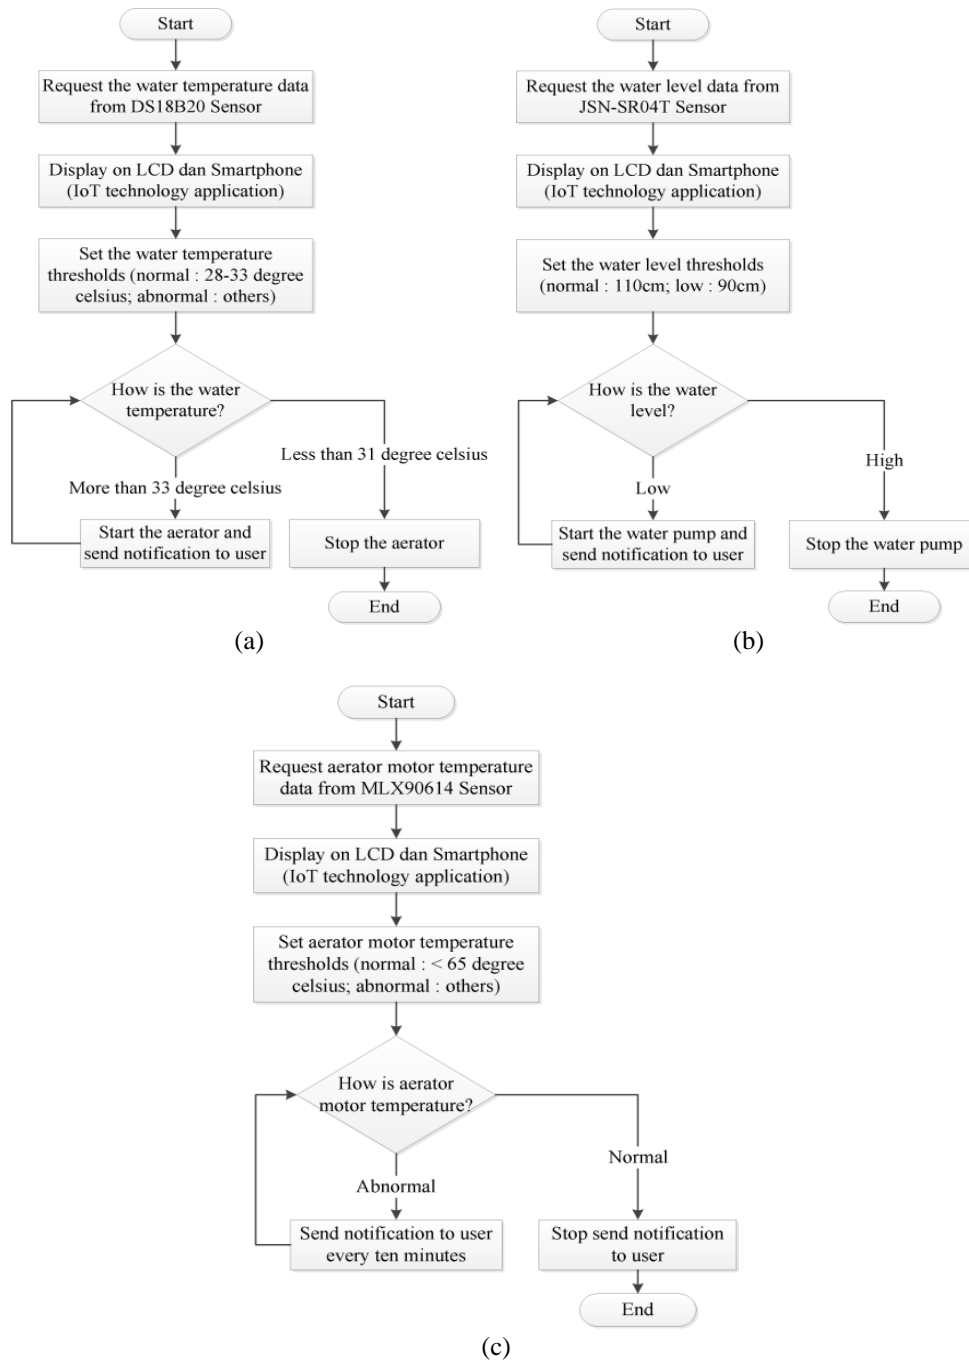 Start
Request the water temperature data
from DS18B20 Sensor
Display on LCD dan Smartphone
(IoT technology application)
Set the water temperature
thresholds (normal : 28-33 degree
celsius; abnormal : others)
How is the water
temperature?
Less than 31 degree celsius
More than 33 degree celsius
Start the aerator and
send notification to user
Stop the aerator
End
(a)
Start
Request the water level data from
JSN-SR04T Sensor
Display on LCD dan Smartphone
(IoT technology application)
Set the water level thresholds
(normal : 110cm; low : 90cm)
How is the water
level?
High
Low
Start the water pump and
send notification to user
Stop the water pump
End
(b)
Start
Request aerator motor temperature
data from MLX90614 Sensor
Display on LCD dan Smartphone
(IoT technology application)
Set aerator motor temperature
thresholds (normal : < 65 degree
celsius; abnormal : others)
How is aerator
motor temperature?
Normal
Abnormal
Send notification to user
every ten minutes
Stop send notification
to user
End
(c)